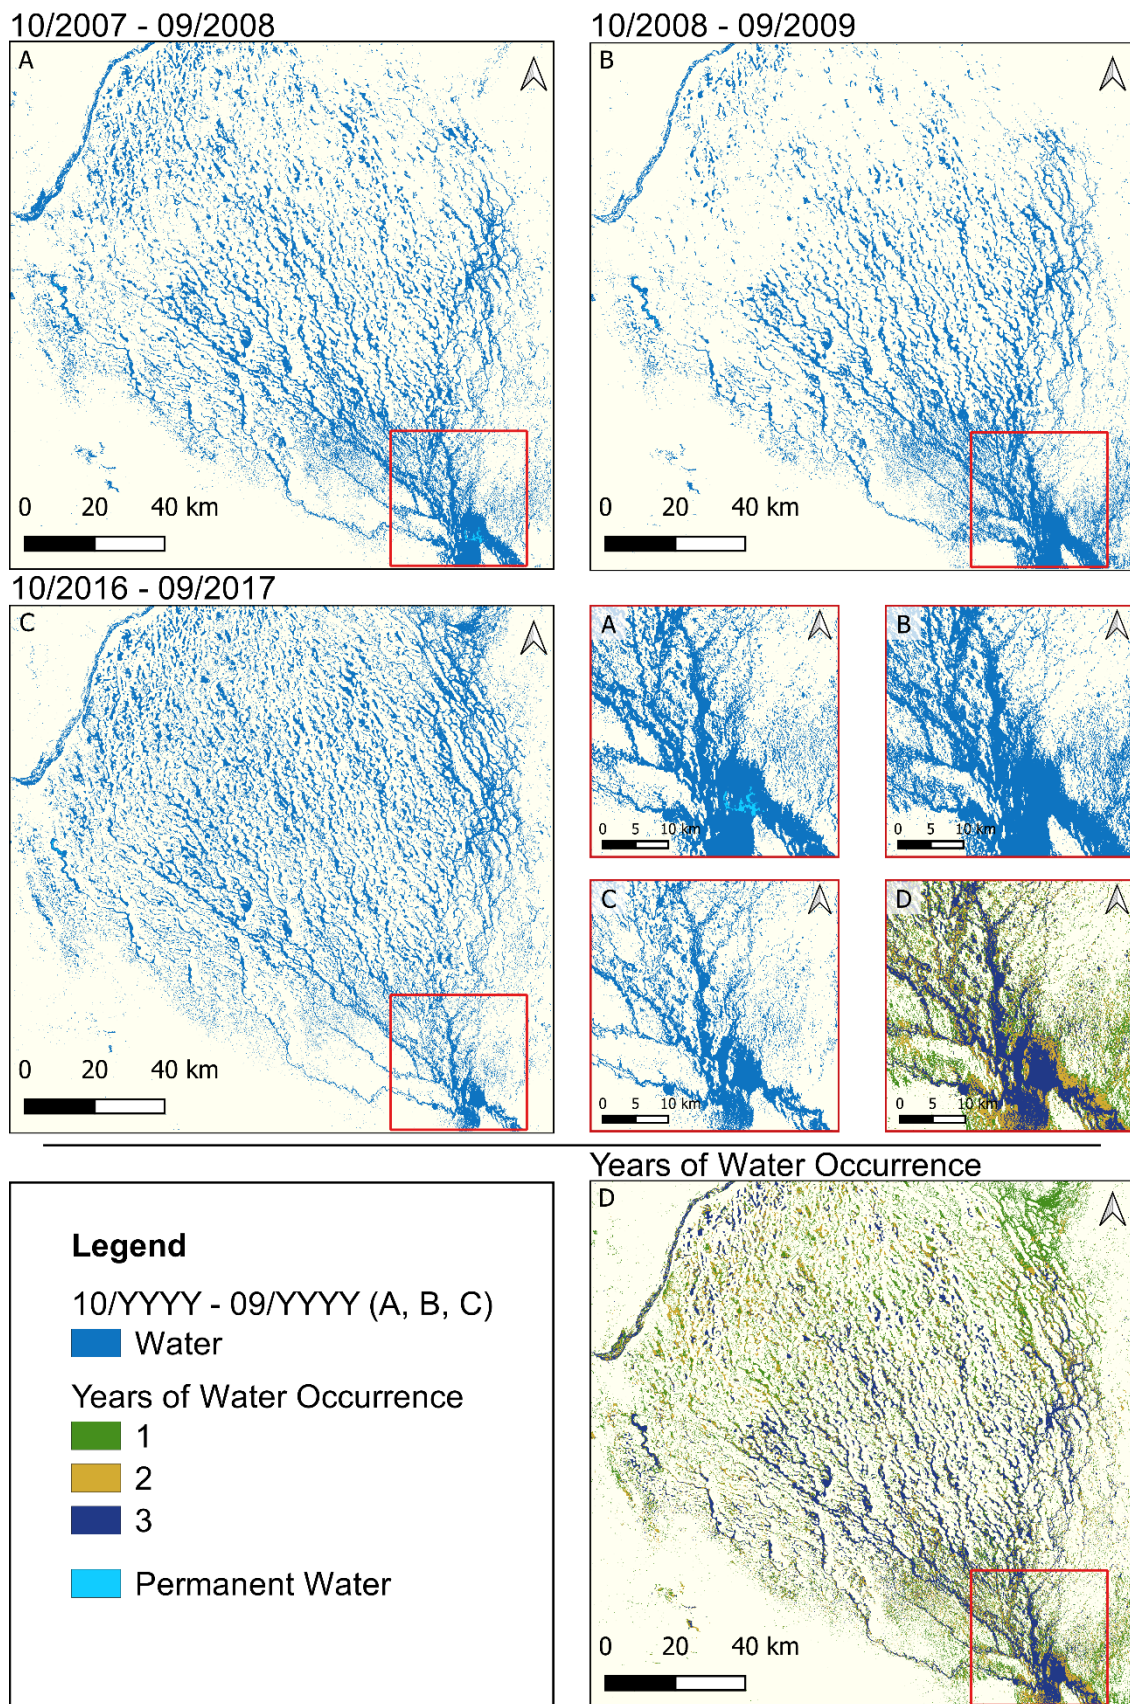 10/2007 - 09/2008
A
0 20 40 km
10/2008 - 09/2009
B
0 20 40 km
10/2016 - 09/2017
C
0 20 40 km
A
0 5 10 km
B
0 5 10 km
C
0 5 10 km
D
0 5 10 km
Legend
10/YYYY - 09/YYYY (A, B, C)
Water
Years of Water Occurrence
1
2
3
Permanent Water
Years of Water Occurrence
D
0 20 40 km